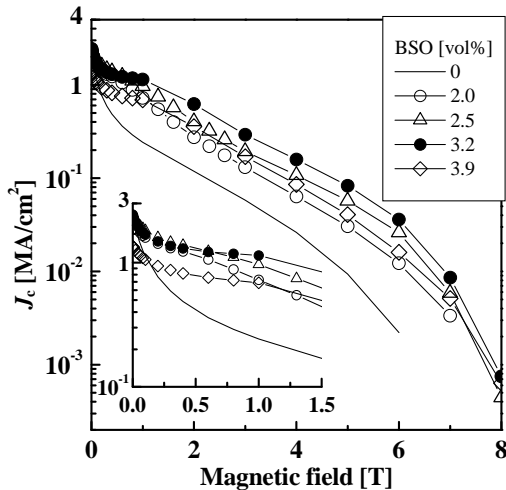 BSO [vol%]
0
2.0
2.5
3.2
3.9
J_c [MA/cm²]
4
1
10⁻¹
10⁻²
10⁻³
3
1
10⁻¹
0.0 0.5 1.0 1.5
0 2 4 6 8
Magnetic field [T]